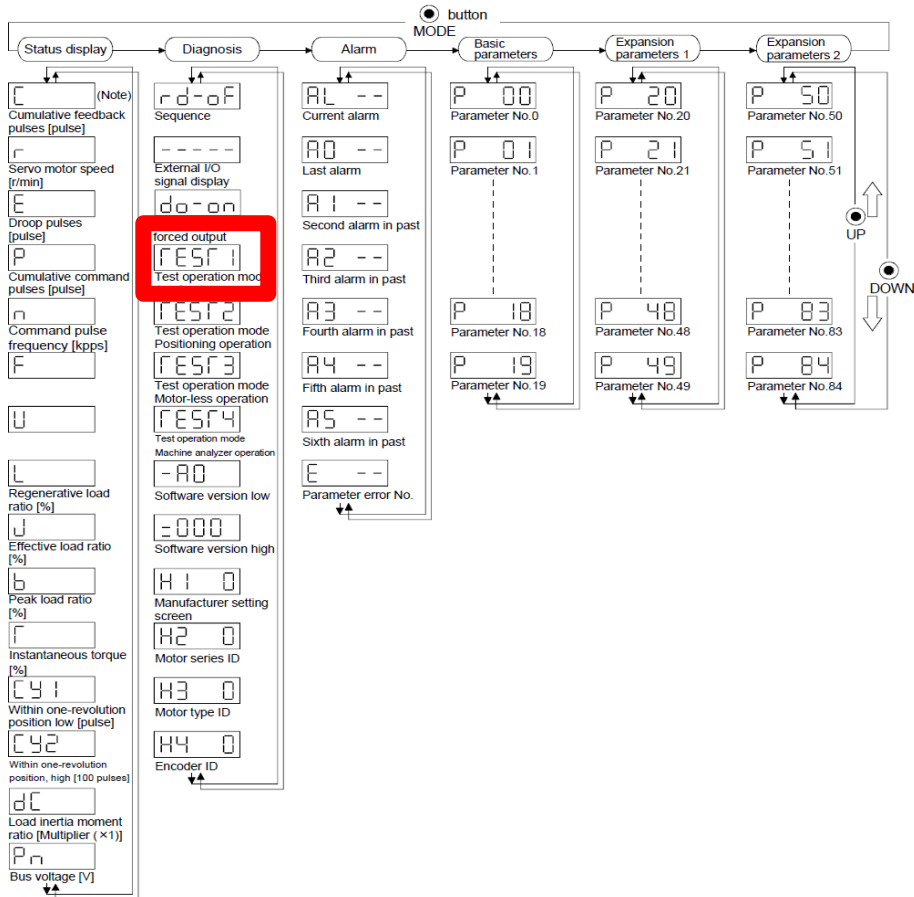 button
MODE
Status display
Diagnosis
Alarm
Basic
parameters
Expansion
parameters 1
Expansion
parameters 2
C
(Note)
Cumulative feedback
pulses [pulse]
r
Servo motor speed
[r/min]
E
Droop pulses
[pulse]
P
Cumulative command
pulses [pulse]
n
Command pulse
frequency [kpps]
F
U
L
Regenerative load
ratio [%]
J
Effective load ratio
[%]
b
Peak load ratio
[%]
T
Instantaneous torque
[%]
Cy1
Within one-revolution
position low [pulse]
Cy2
Within one-revolution
position, high [100 pulses]
dC
Load inertia moment
ratio [Multiplier (×1)]
Pn
Bus voltage [V]
rd-oF
Sequence
-----
External I/O
signal display
do-on
forced output
TEST1
Test operation mode
TEST2
Test operation mode
Positioning operation
TEST3
Test operation mode
Motor-less operation
TEST4
Test operation mode
Machine analyzer operation
-A0
Software version low
=000
Software version high
H1 0
Manufacturer setting
screen
H2 0
Motor series ID
H3 0
Motor type ID
H4 0
Encoder ID
AL --
Current alarm
A0 --
Last alarm
A1 --
Second alarm in past
A2 --
Third alarm in past
A3 --
Fourth alarm in past
A4 --
Fifth alarm in past
A5 --
Sixth alarm in past
E --
Parameter error No.
P 00
Parameter No.0
P 01
Parameter No.1
P 18
Parameter No.18
P 19
Parameter No.19
P 20
Parameter No.20
P 21
Parameter No.21
P 48
Parameter No.48
P 49
Parameter No.49
P 50
Parameter No.50
P 51
Parameter No.51
P 83
Parameter No.83
P 84
Parameter No.84
UP
DOWN